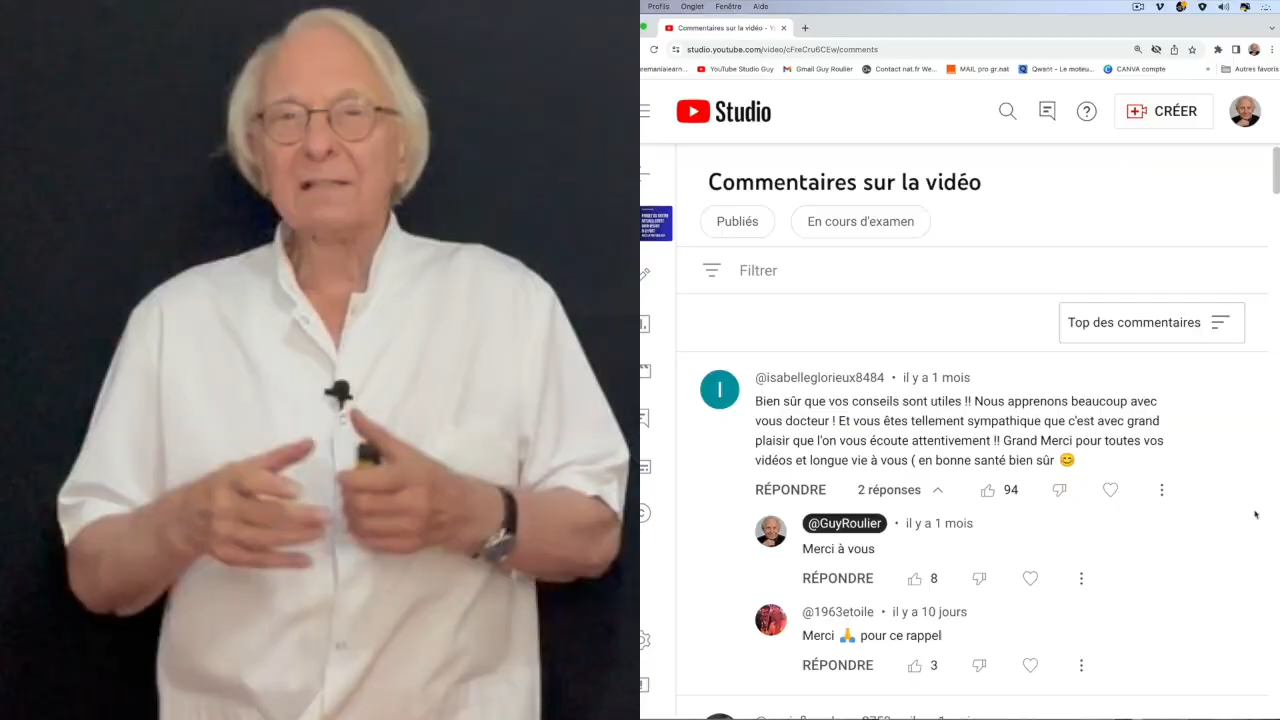 Profils Onglet Fenêtre Aide
Commentaires sur la vidéo - Yo
studio.youtube.com/video/cFreCru6CEw/comments
YouTube Studio Guy
Gmail Guy Roulier
Contact nat.fr We...
MAIL pro gr.nat
Qwant - Le moteu...
CANVA compte
»
Autres favoris
Studio
CRÉER
Commentaires sur la vidéo
Publiés
En cours d'examen
Filtrer
Top des commentaires
I
@isabelleglorieux8484 • il y a 1 mois
Bien sûr que vos conseils sont utiles !! Nous apprenons beaucoup avec
vous docteur ! Et vous êtes tellement sympathique que c'est avec grand
plaisir que l'on vous écoute attentivement !! Grand Merci pour toutes vos
vidéos et longue vie à vous ( en bonne santé bien sûr 😊
RÉPONDRE 2 réponses 94
@GuyRoulier • il y a 1 mois
Merci à vous
RÉPONDRE 8
@1963etoile • il y a 10 jours
Merci 🙏 pour ce rappel
RÉPONDRE 3